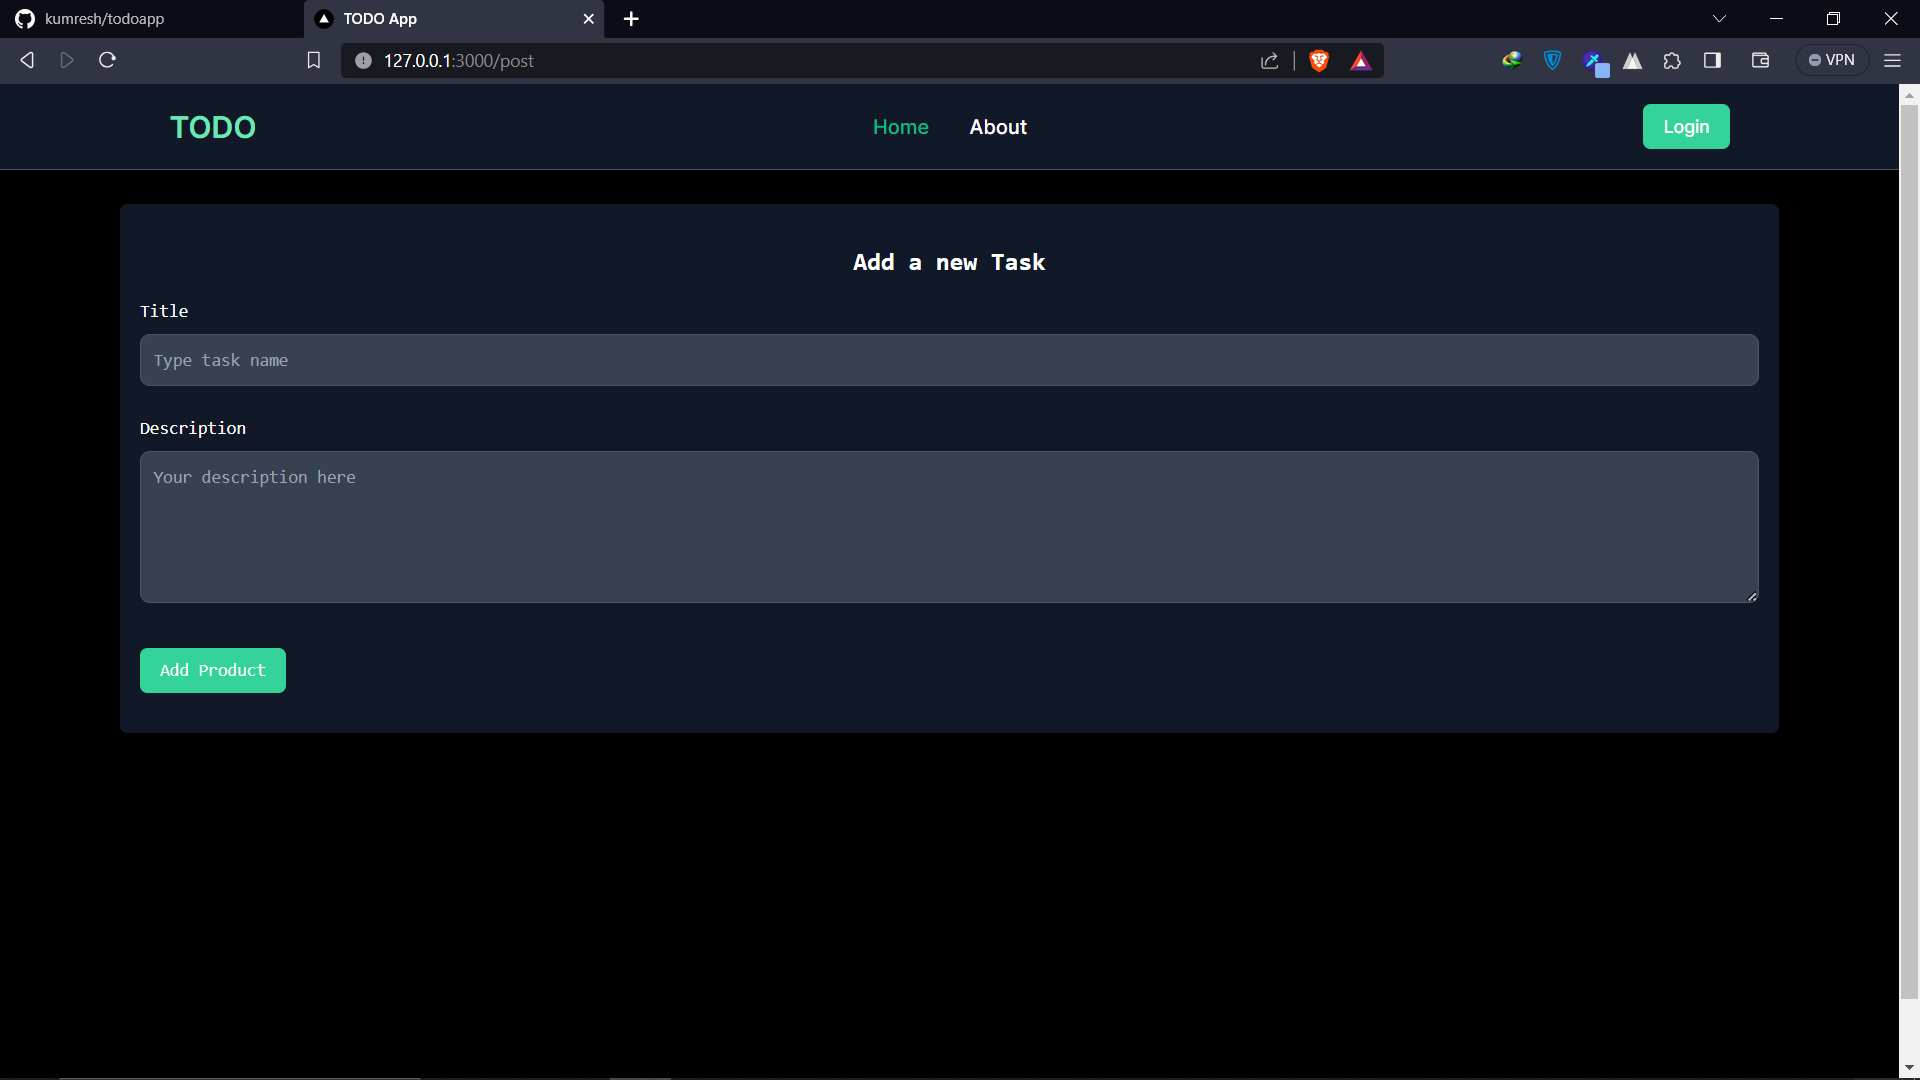 kumresh/todoapp
TODO App
127.0.0.1:3000/post
VPN
TODO
Home
About
Login
Add a new Task
Title
Type task name
Description
Your description here
Add Product